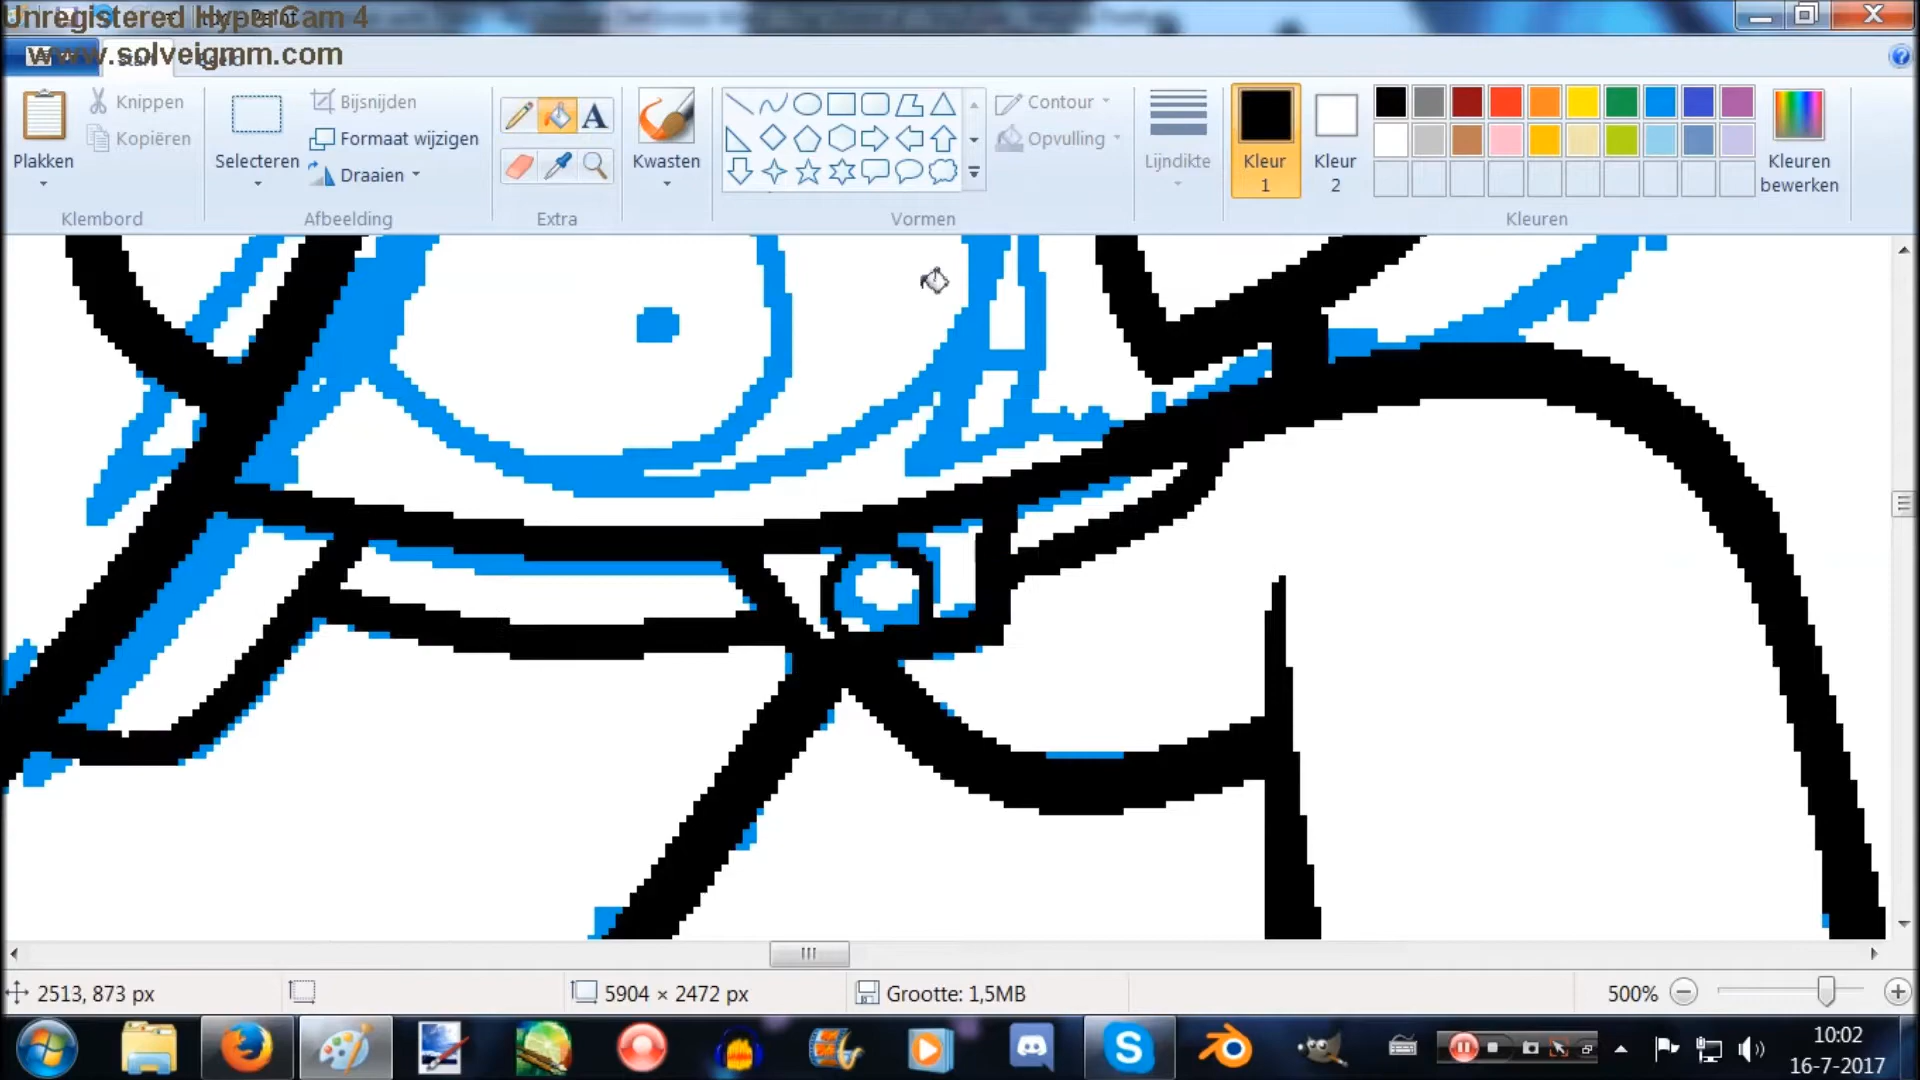 Unregistered HyperCam 4
www.solveigmm.com
Plakken
Knippen
Kopiëren
Klembord
Selecteren
Bijsnijden
Formaat wijzigen
Draaien
Afbeelding
A
Extra
Kwasten
Vormen
Contour
Opvulling
Lijndikte
Kleur
1
Kleur
2
Kleuren
bewerken
Kleuren
2513, 873 px
5904 × 2472 px
Grootte: 1,5MB
500%
10:02
16-7-2017